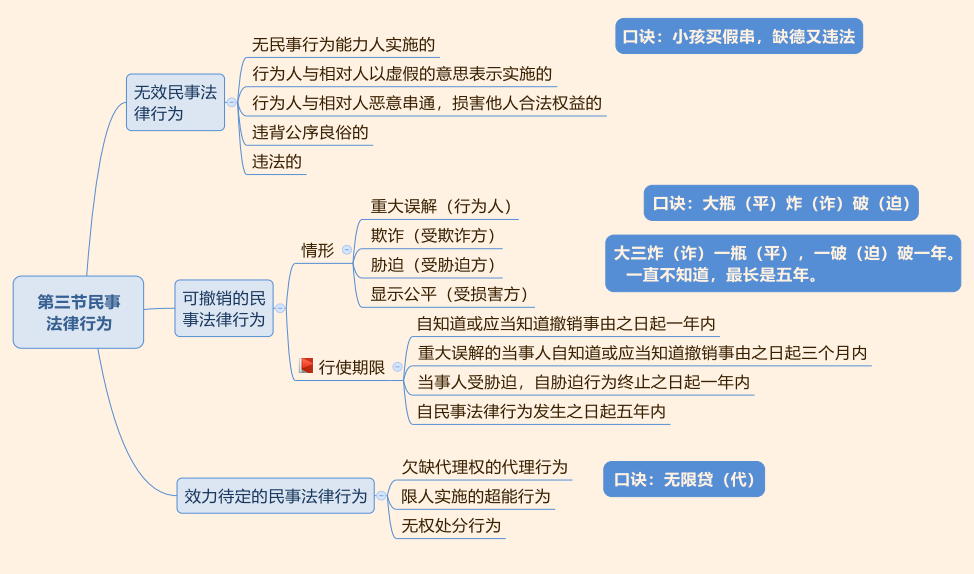 第三节民事
法律行为
无效民事法
律行为
无民事行为能力人实施的
行为人与相对人以虚假的意思表示实施的
行为人与相对人恶意串通，损害他人合法权益的
违背公序良俗的
违法的
口诀：小孩买假串，缺德又违法
可撤销的民
事法律行为
情形
重大误解（行为人）
欺诈（受欺诈方）
胁迫（受胁迫方）
显示公平（受损害方）
口诀：大瓶（平）炸（诈）破（迫）
大三炸（诈）一瓶（平），一破（迫）破一年。
一直不知道，最长是五年。
行使期限
自知道或应当知道撤销事由之日起一年内
重大误解的当事人自知道或应当知道撤销事由之日起三个月内
当事人受胁迫，自胁迫行为终止之日起一年内
自民事法律行为发生之日起五年内
效力待定的民事法律行为
欠缺代理权的代理行为
限人实施的超能行为
无权处分行为
口诀：无限贷（代）